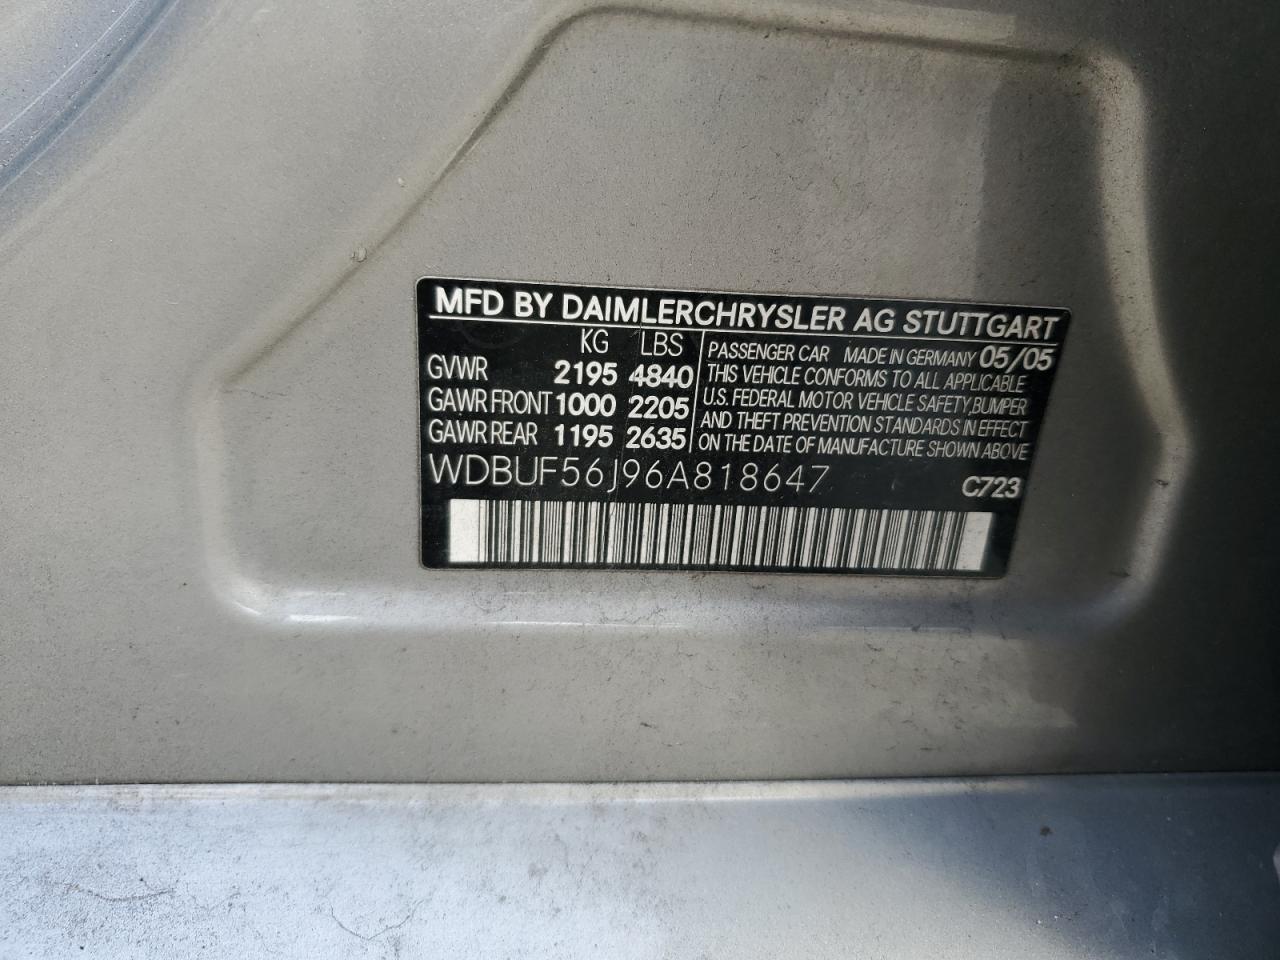 MFD BY DAIMLERCHRYSLER AG STUTTGART
KG LBS
GVWR 2195 4840
GAWR FRONT 1000 2205
GAWR REAR 1195 2635
PASSENGER CAR MADE IN GERMANY 05/05
THIS VEHICLE CONFORMS TO ALL APPLICABLE
U.S. FEDERAL MOTOR VEHICLE SAFETY,BUMPER
AND THEFT PREVENTION STANDARDS IN EFFECT
ON THE DATE OF MANUFACTURE SHOWN ABOVE
WDBUF56J96A818647
C723